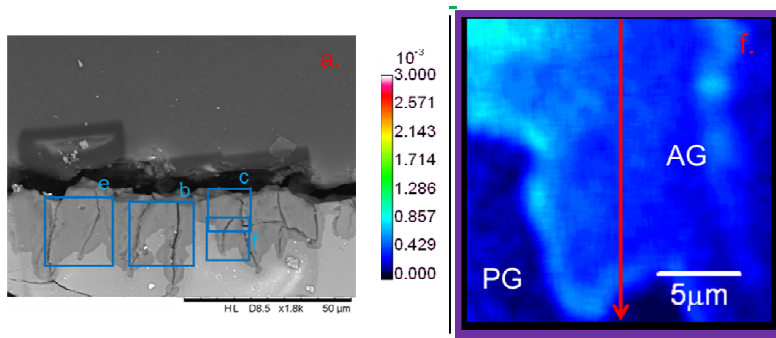 a.
e
b
c
f
HL D8.5 x1.8k 50 μm
10⁻³
3.000
2.571
2.143
1.714
1.286
0.857
0.429
0.000
f.
AG
PG
5μm